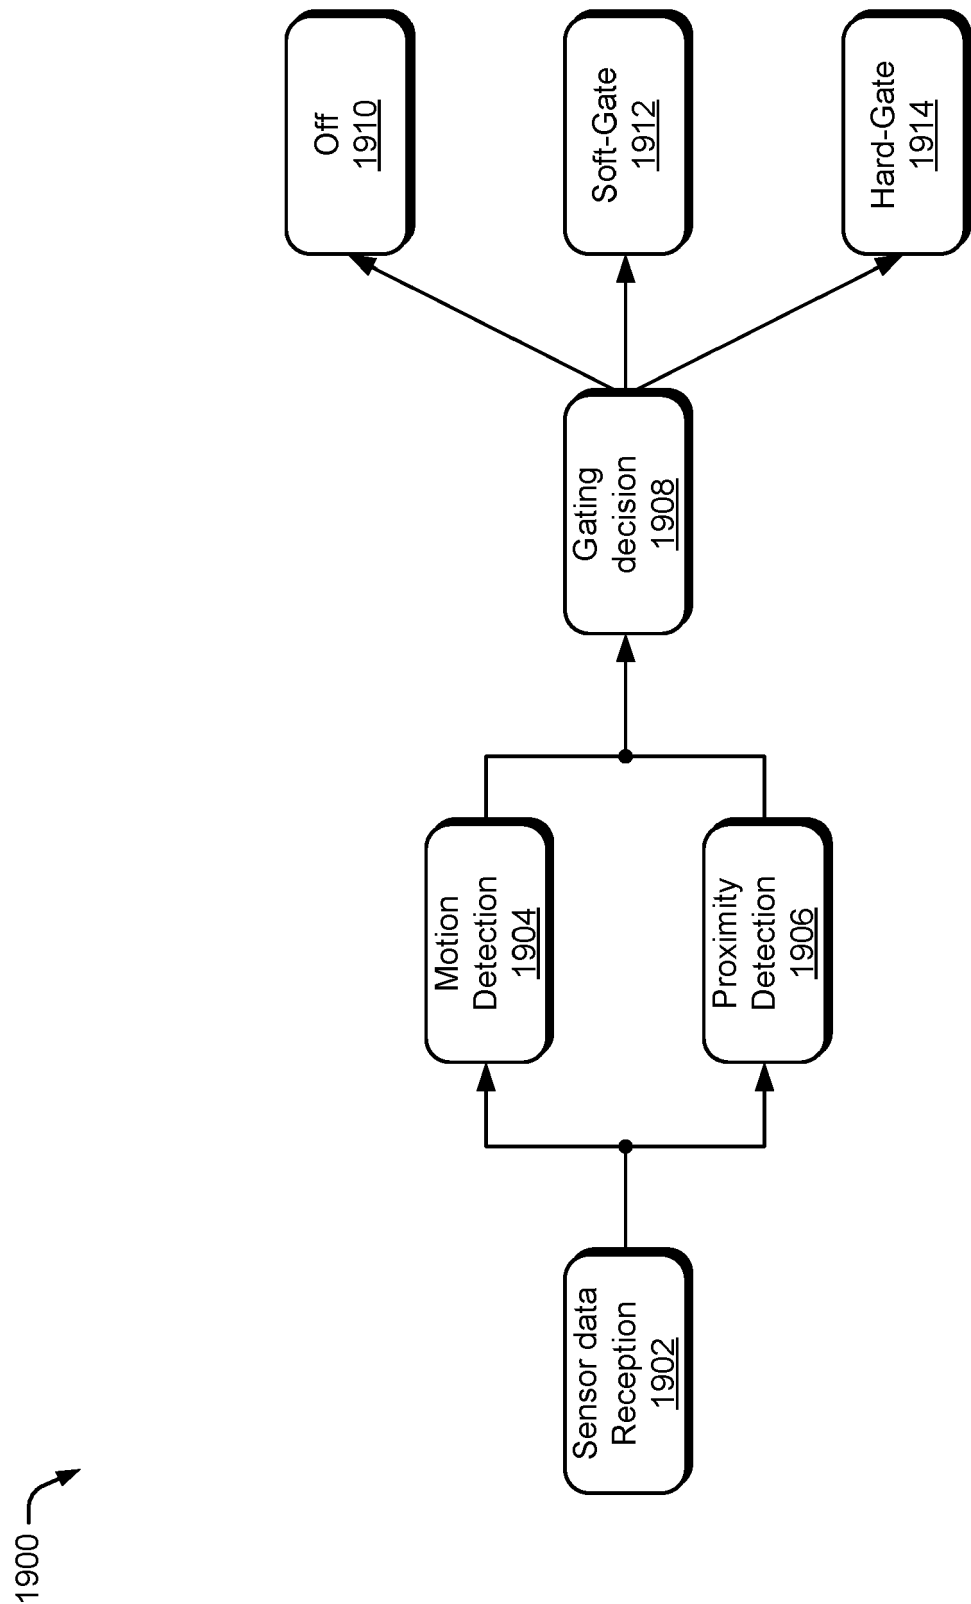 1900
Sensor data
Reception
1902
Motion
Detection
1904
Proximity
Detection
1906
Gating
decision
1908
Off
1910
Soft-Gate
1912
Hard-Gate
1914